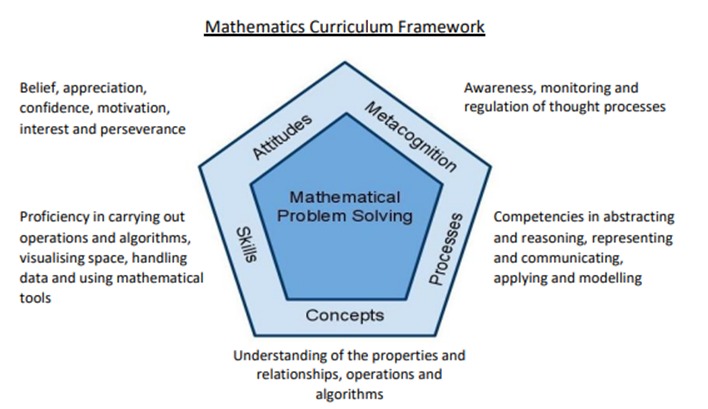 Mathematics Curriculum Framework
Belief, appreciation,
confidence, motivation,
interest and perseverance
Attitudes
Metacognition
Awareness, monitoring and
regulation of thought processes
Mathematical
Problem Solving
Proficiency in carrying out
operations and algorithms,
visualising space, handling
data and using mathematical
tools
Skills
Processes
Competencies in abstracting
and reasoning, representing
and communicating,
applying and modelling
Concepts
Understanding of the properties and
relationships, operations and
algorithms